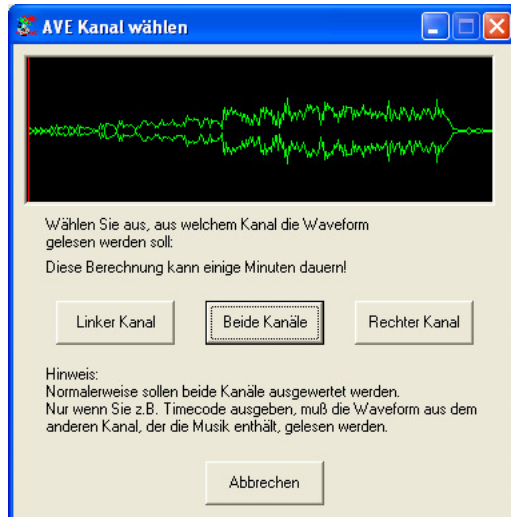 AVE Kanal wählen
Wählen Sie aus, aus welchem Kanal die Waveform
gelesen werden soll:
Diese Berechnung kann einige Minuten dauern!
Linker Kanal
Beide Kanäle
Rechter Kanal
Hinweis:
Normalerweise sollen beide Kanäle ausgewertet werden.
Nur wenn Sie z.B. Timecode ausgeben, muß die Waveform aus dem
anderen Kanal, der die Musik enthält, gelesen werden.
Abbrechen